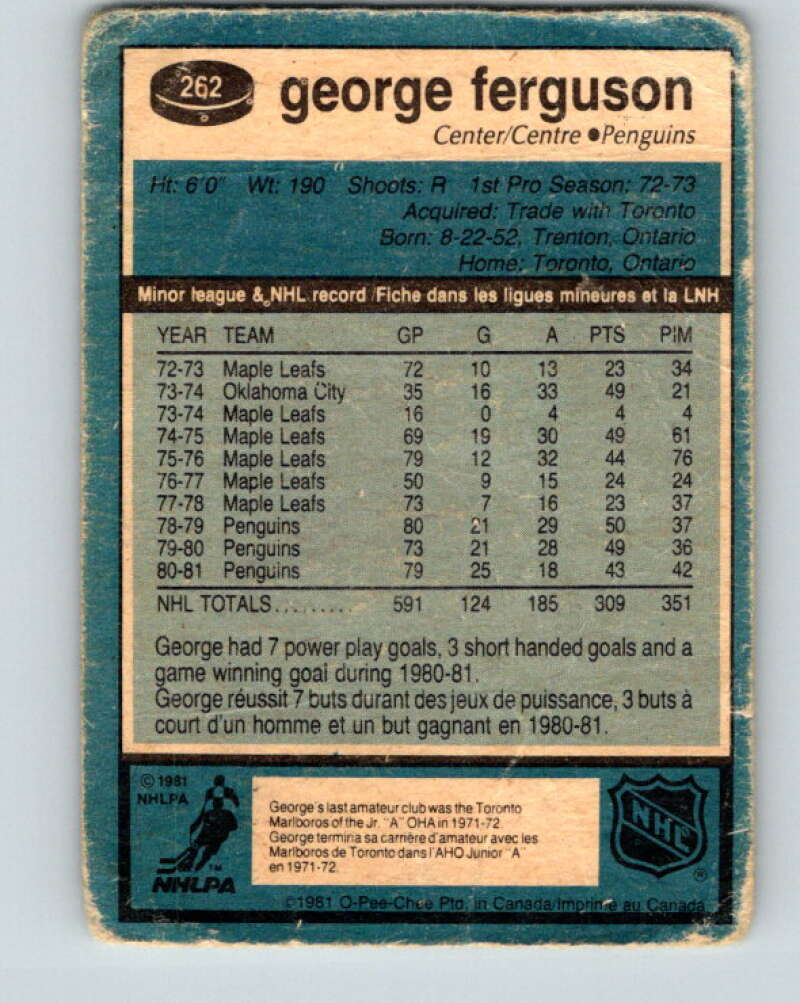 262
george ferguson
Center/Centre ●Penguins
Ht: 6'0" Wt: 190 Shoots: R 1st Pro Season: 72-73
Acquired: Trade with Toronto
Born: 8-22-52, Trenton, Ontario
Home: Toronto, Ontario
Minor league & NHL record/Fiche dans les ligues mineures et la LNH
YEAR TEAM GP G A PTS PIM
72-73 Maple Leafs 72 10 13 23 34
73-74 Oklahoma City 35 16 33 49 21
73-74 Maple Leafs 16 0 4 4 4
74-75 Maple Leafs 69 19 30 49 61
75-76 Maple Leafs 79 12 32 44 76
76-77 Maple Leafs 50 9 15 24 24
77-78 Maple Leafs 73 7 16 23 37
78-79 Penguins 80 21 29 50 37
79-80 Penguins 73 21 28 49 36
80-81 Penguins 79 25 18 43 42
NHL TOTALS......... 591 124 185 309 351
George had 7 power play goals, 3 short handed goals and a
game winning goal during 1980-81.
George réussit 7 buts durant des jeux de puissance, 3 buts à
court d'un homme et un but gagnant en 1980-81.
© 1981
NHLPA
NHLPA
TM
George's last amateur club was the Toronto
Marlboros of the Jr. "A" OHA in 1971-72.
George termina sa carrière d'amateur avec les
Marlboros de Toronto dans l'AHO Junior "A"
en 1971-72.
NHL
®
©1981 O-Pee-Chee Ptd. in Canada/Imprimé au Canada